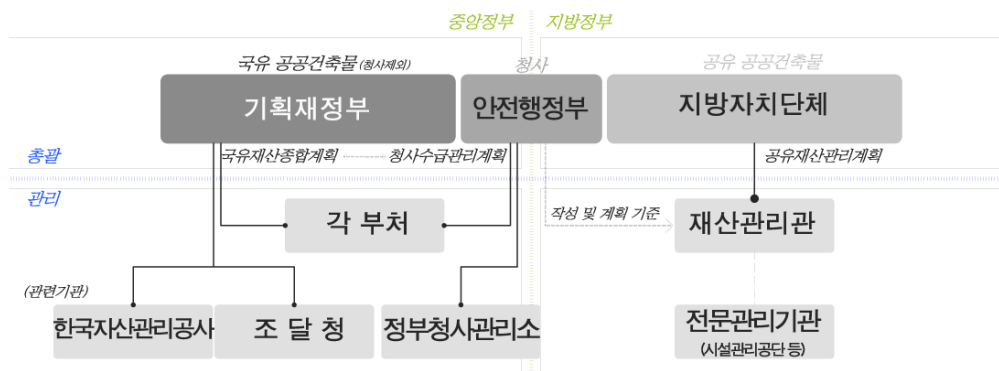 중앙정부 지방정부
국유 공공건축물 (청사제외) 청사 공유 공공건축물
기획재정부 안전행정부 지방자치단체
총괄 국유재산종합계획 청사수급관리계획 공유재산관리계획
관리
각 부처 작성 및 계획 기준 재산관리관
(관련기관)
한국자산관리공사 조 달 청 정부청사관리소 전문관리기관
(시설관리공단 등)